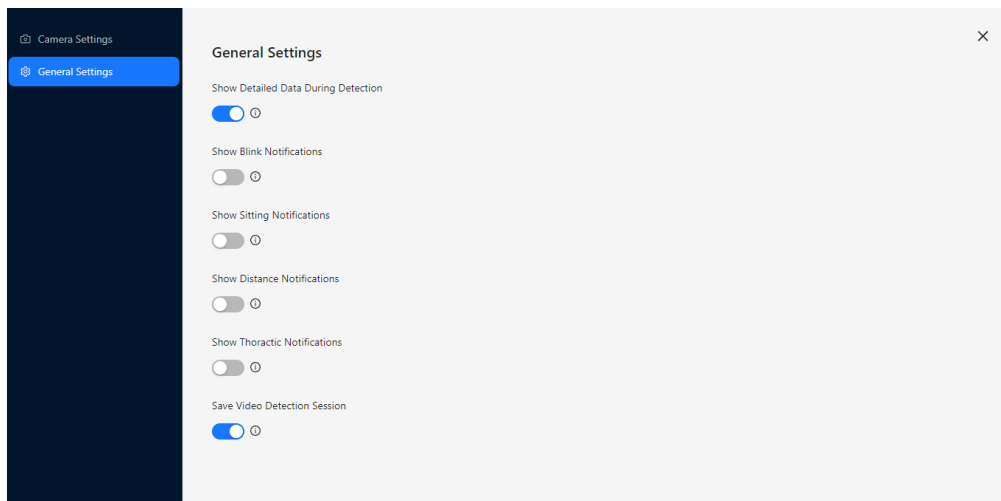 Camera Settings
General Settings
General Settings
Show Detailed Data During Detection
Show Blink Notifications
Show Sitting Notifications
Show Distance Notifications
Show Thoractic Notifications
Save Video Detection Session